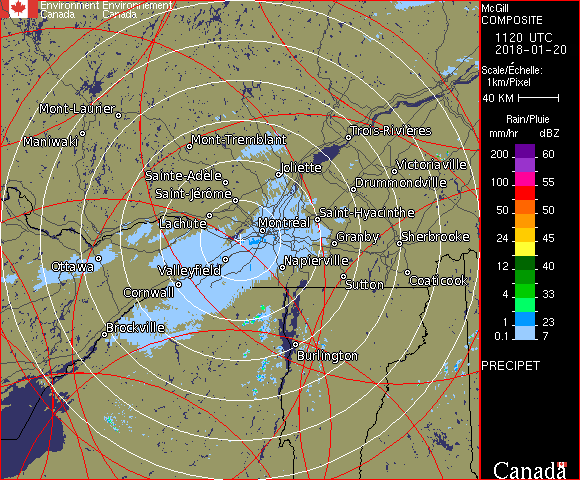 Environment Environnement
Canada Canada
McGill
COMPOSITE
1120 UTC
2018-01-20
Scale/Échelle:
1km/Pixel
40 KM
Rain/Pluie
mm/hr dBZ
200 60
100 55
50 50
24 45
12 40
4 33
1 23
0.1 7
PRECIPET
Canada
Mont-Laurier
Maniwaki
Mont-Tremblant
Trois-Rivières
Sainte-Adèle
Joliette
Victoriaville
Saint-Jérôme
Drummondville
Lachute
Montréal
Saint-Hyacinthe
Granby
Sherbrooke
Ottawa
Valleyfield
Napierville
Cornwall
Sutton
Coaticook
Brockville
Burlington